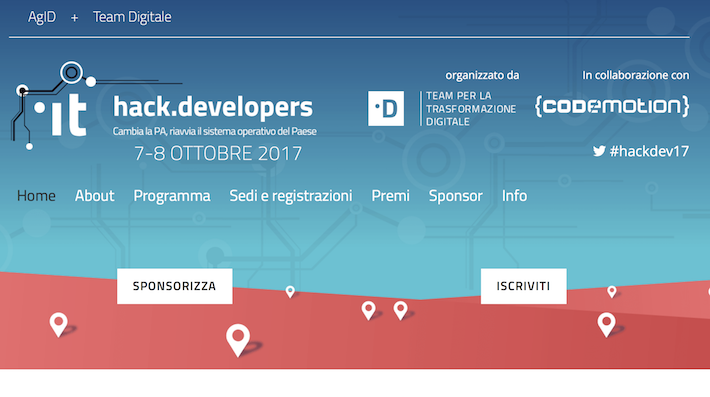 AgID + Team Digitale
organizzato da
In collaborazione con
·it
hack.developers
Cambia la PA, riavvia il sistema operativo del Paese
7-8 OTTOBRE 2017
·D
TEAM PER LA
TRASFORMAZIONE
DIGITALE
{CODEMOTION}
#hackdev17
Home About Programma Sedi e registrazioni Premi Sponsor Info
SPONSORIZZA
ISCRIVITI